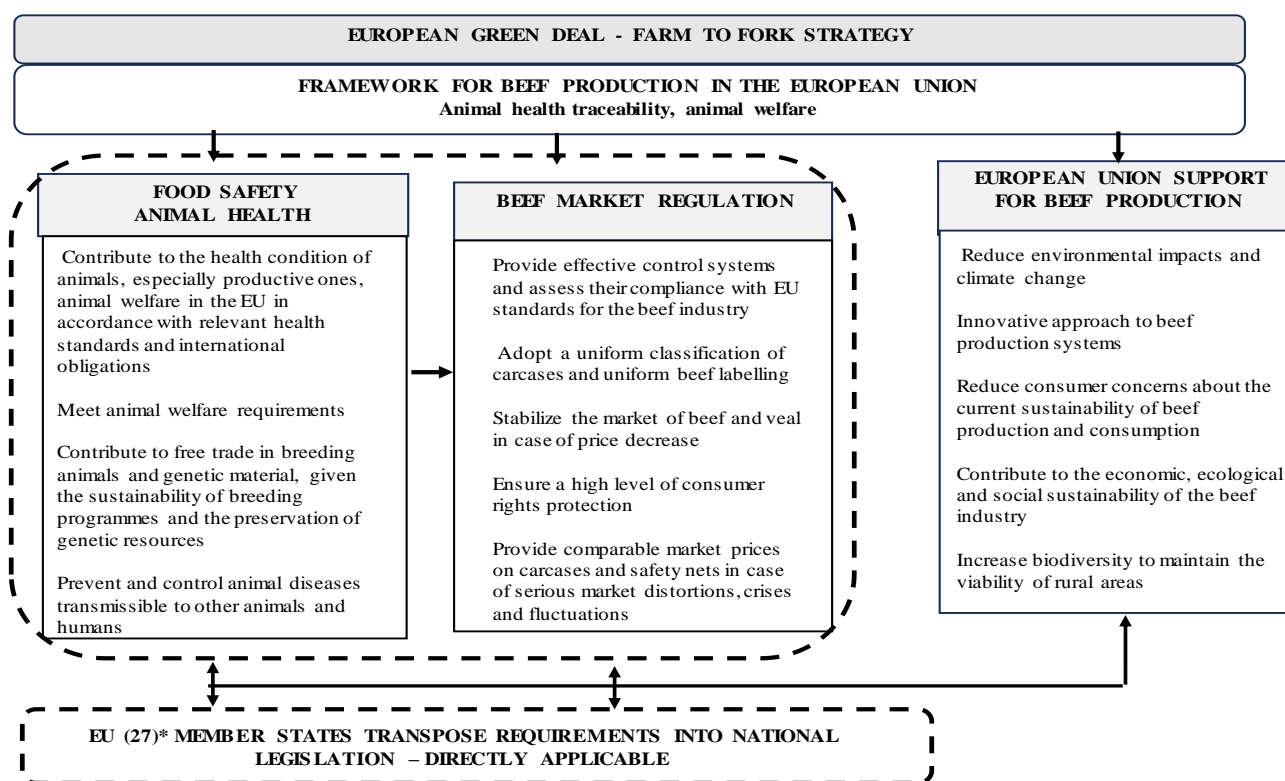 EUROPEAN GREEN DEAL - FARM TO FORK STRATEGY
FRAMEWORK FOR BEEF PRODUCTION IN THE EUROPEAN UNION
Animal health traceability, animal welfare
FOOD SAFETY
ANIMAL HEALTH
Contribute to the health condition of
animals, especially productive ones,
animal welfare in the EU in
accordance with relevant health
standards and international
obligations
Meet animal welfare requirements
Contribute to free trade in breeding
animals and genetic material, given
the sustainability of breeding
programmes and the preservation of
genetic resources
Prevent and control animal diseases
transmissible to other animals and
humans
BEEF MARKET REGULATION
Provide effective control systems
and assess their compliance with EU
standards for the beef industry
Adopt a uniform classification of
carcases and uniform beef labelling
Stabilize the market of beef and veal
in case of price decrease
Ensure a high level of consumer
rights protection
Provide comparable market prices
on carcases and safety nets in case
of serious market distortions, crises
and fluctuations
EUROPEAN UNION SUPPORT
FOR BEEF PRODUCTION
Reduce environmental impacts and
climate change
Innovative approach to beef
production systems
Reduce consumer concerns about the
current sustainability of beef
production and consumption
Contribute to the economic, ecological
and social sustainability of the beef
industry
Increase biodiversity to maintain the
viability of rural areas
EU (27)* MEMBER STATES TRANSPOSE REQUIREMENTS INTO NATIONAL
LEGISLATION – DIRECTLY APPLICABLE